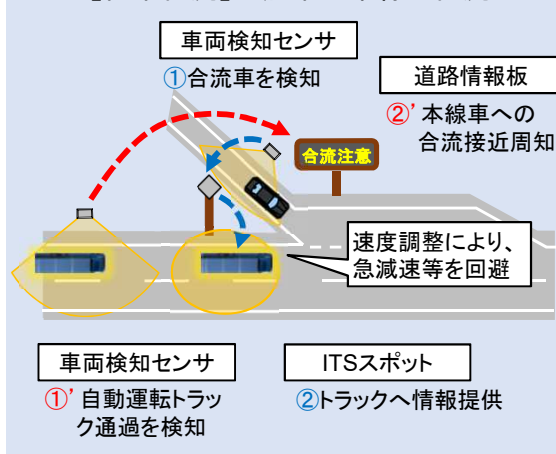 車両検知センサ
①合流車を検知
道路情報板
②’本線車への
合流接近周知
合流注意
速度調整により、
急減速等を回避
車両検知センサ
①’自動運転トラッ
ク通過を検知
ITSスポット
②トラックへ情報提供